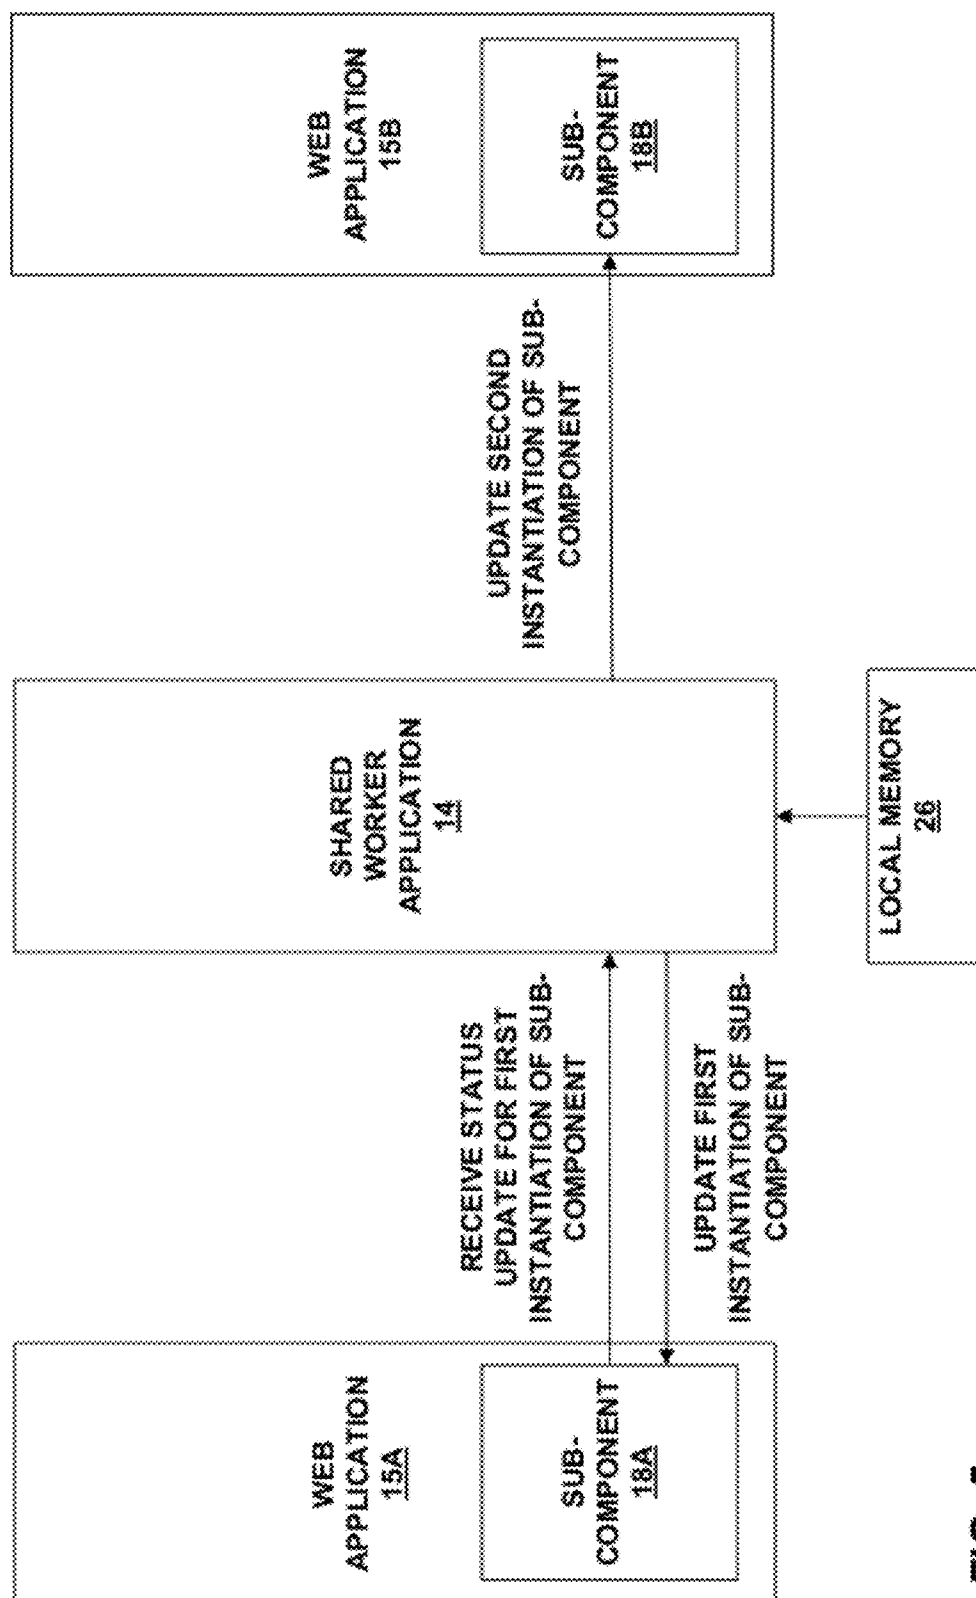 WEB
APPLICATION
15A
SUB-
COMPONENT
18A
RECEIVE STATUS
UPDATE FOR FIRST
INSTANTIATION OF SUB-
COMPONENT
UPDATE FIRST
INSTANTIATION OF SUB-
COMPONENT
SHARED
WORKER
APPLICATION
14
LOCAL MEMORY
26
UPDATE SECOND
INSTANTIATION OF SUB-
COMPONENT
WEB
APPLICATION
15B
SUB-
COMPONENT
18B